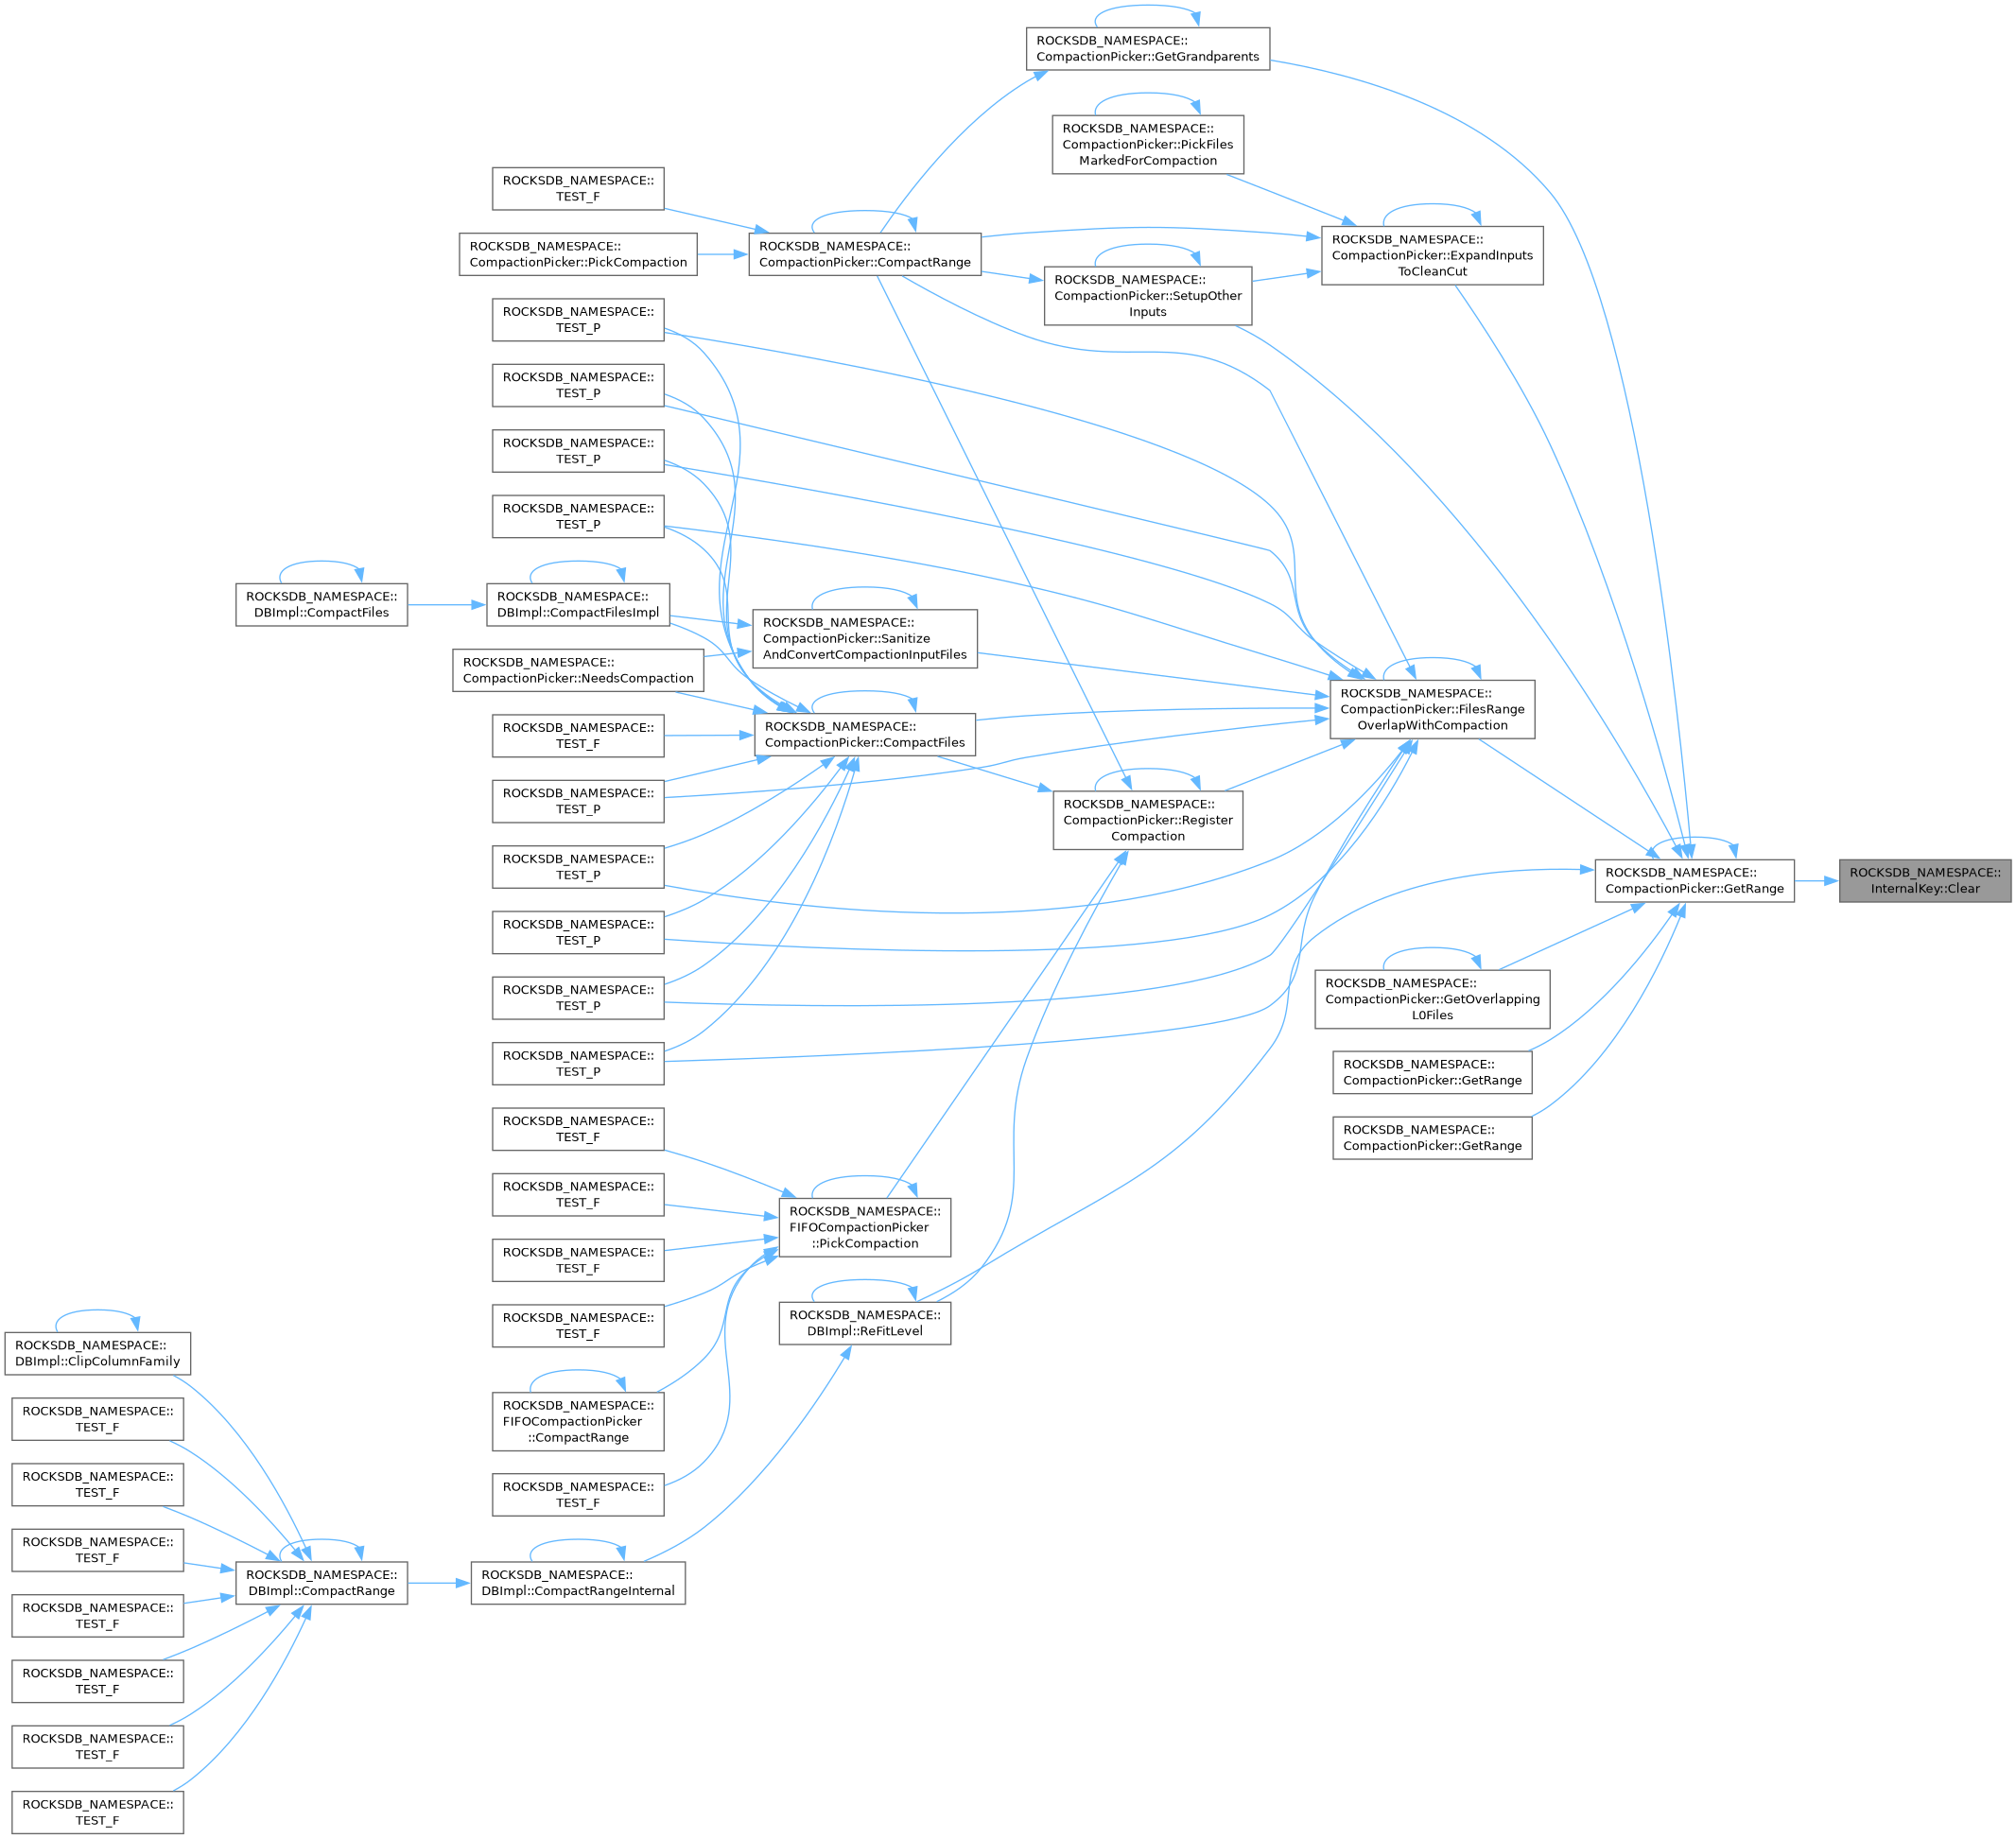 ROCKSDB_NAMESPACE::
CompactionPicker::GetGrandparents
ROCKSDB_NAMESPACE::
CompactionPicker::PickFiles
MarkedForCompaction
ROCKSDB_NAMESPACE::
TEST_F
ROCKSDB_NAMESPACE::
CompactionPicker::PickCompaction
ROCKSDB_NAMESPACE::
CompactionPicker::CompactRange
ROCKSDB_NAMESPACE::
CompactionPicker::SetupOther
Inputs
ROCKSDB_NAMESPACE::
CompactionPicker::ExpandInputs
ToCleanCut
ROCKSDB_NAMESPACE::
TEST_P
ROCKSDB_NAMESPACE::
TEST_P
ROCKSDB_NAMESPACE::
TEST_P
ROCKSDB_NAMESPACE::
TEST_P
ROCKSDB_NAMESPACE::
DBImpl::CompactFiles
ROCKSDB_NAMESPACE::
DBImpl::CompactFilesImpl
ROCKSDB_NAMESPACE::
CompactionPicker::Sanitize
AndConvertCompactionInputFiles
ROCKSDB_NAMESPACE::
CompactionPicker::NeedsCompaction
ROCKSDB_NAMESPACE::
CompactionPicker::FilesRange
OverlapWithCompaction
ROCKSDB_NAMESPACE::
TEST_F
ROCKSDB_NAMESPACE::
CompactionPicker::CompactFiles
ROCKSDB_NAMESPACE::
TEST_P
ROCKSDB_NAMESPACE::
CompactionPicker::Register
Compaction
ROCKSDB_NAMESPACE::
TEST_P
ROCKSDB_NAMESPACE::
CompactionPicker::GetRange
ROCKSDB_NAMESPACE::
InternalKey::Clear
ROCKSDB_NAMESPACE::
TEST_P
ROCKSDB_NAMESPACE::
TEST_P
ROCKSDB_NAMESPACE::
CompactionPicker::GetOverlapping
L0Files
ROCKSDB_NAMESPACE::
TEST_P
ROCKSDB_NAMESPACE::
CompactionPicker::GetRange
ROCKSDB_NAMESPACE::
TEST_F
ROCKSDB_NAMESPACE::
CompactionPicker::GetRange
ROCKSDB_NAMESPACE::
TEST_F
ROCKSDB_NAMESPACE::
FIFOCompactionPicker
::PickCompaction
ROCKSDB_NAMESPACE::
TEST_F
ROCKSDB_NAMESPACE::
TEST_F
ROCKSDB_NAMESPACE::
DBImpl::ReFitLevel
ROCKSDB_NAMESPACE::
DBImpl::ClipColumnFamily
ROCKSDB_NAMESPACE::
FIFOCompactionPicker
::CompactRange
ROCKSDB_NAMESPACE::
TEST_F
ROCKSDB_NAMESPACE::
TEST_F
ROCKSDB_NAMESPACE::
TEST_F
ROCKSDB_NAMESPACE::
TEST_F
ROCKSDB_NAMESPACE::
DBImpl::CompactRange
ROCKSDB_NAMESPACE::
DBImpl::CompactRangeInternal
ROCKSDB_NAMESPACE::
TEST_F
ROCKSDB_NAMESPACE::
TEST_F
ROCKSDB_NAMESPACE::
TEST_F
ROCKSDB_NAMESPACE::
TEST_F